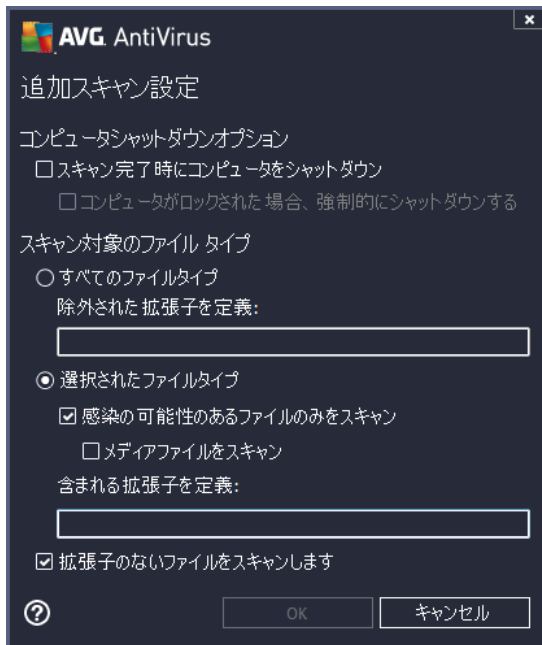 AVG. AntiVirus
追加スキャン設定
コンピュータシャットダウンオプション
スキャン完了時にコンピュータをシャットダウン
コンピュータがロックされた場合、強制的にシャットダウンする
スキャン対象のファイル タイプ
すべてのファイルタイプ
除外された拡張子を定義:
選択されたファイルタイプ
感染の可能性のあるファイルのみをスキャン
メディアファイルをスキャン
含まれる拡張子を定義:
拡張子のないファイルをスキャンします
OK キャンセル